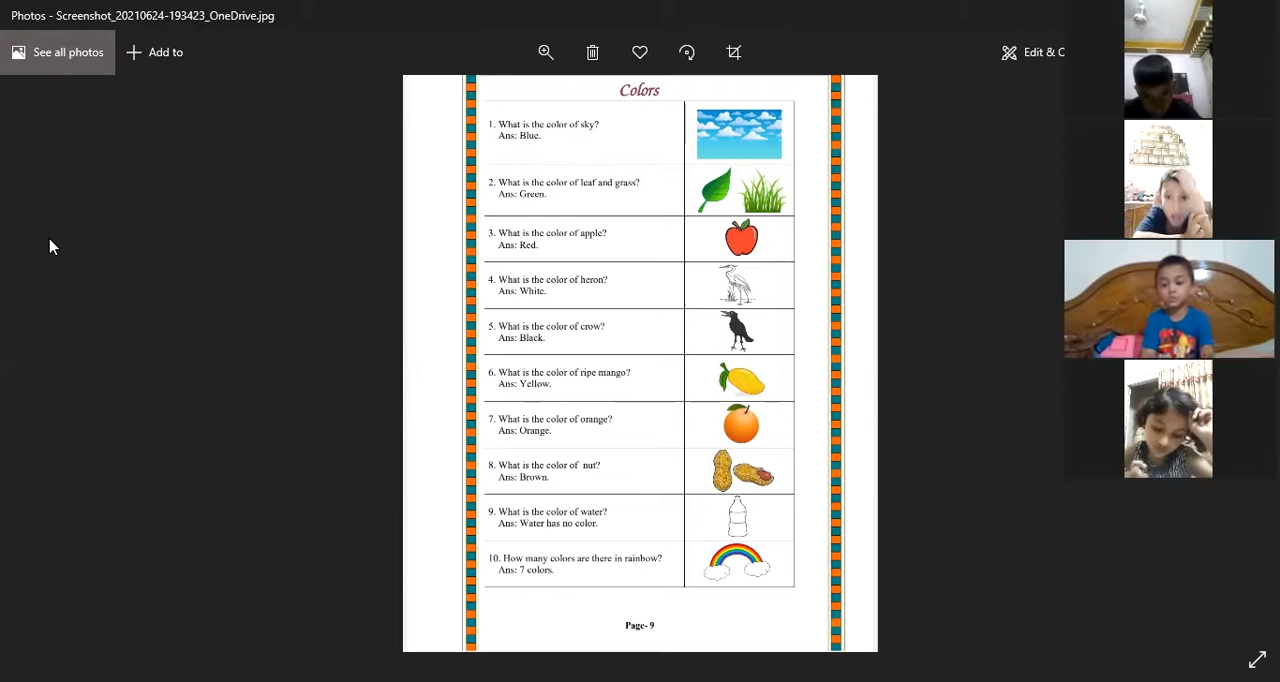 Photos - Screenshot_20210624-193423_OneDrive.jpg
See all photos
Add to
Edit & C
Colors
1. What is the color of sky?
Ans: Blue.
2. What is the color of leaf and grass?
Ans: Green.
3. What is the color of apple?
Ans: Red.
4. What is the color of heron?
Ans: White.
5. What is the color of crow?
Ans: Black.
6. What is the color of ripe mango?
Ans: Yellow.
7. What is the color of orange?
Ans: Orange.
8. What is the color of nut?
Ans: Brown.
9. What is the color of water?
Ans: Water has no color.
10. How many colors are there in rainbow?
Ans: 7 colors.
Page- 9